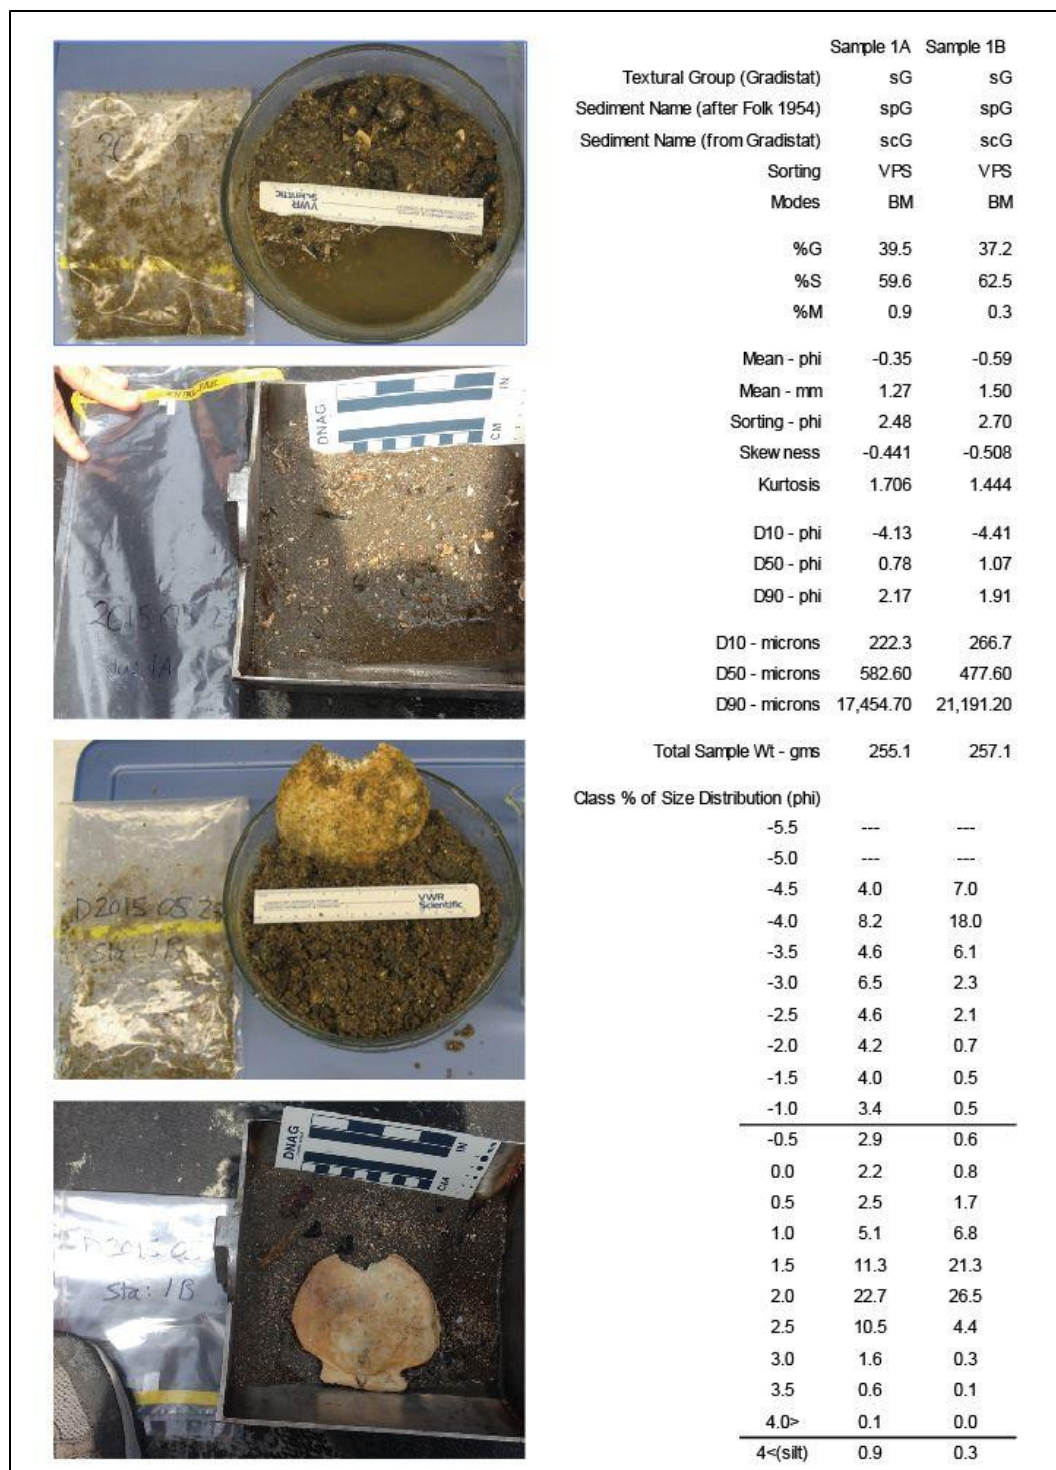 VWR
Scientific
DNAG
IN
CM
2015
Sta: 1A
VWR
Scientific
D2015 05 25
Sta: 1B
DNAG
IN
CM
Sta: 1B
Sample 1A Sample 1B
Textural Group (Gradistat) sG sG
Sediment Name (after Folk 1954) spG spG
Sediment Name (from Gradistat) scG scG
Sorting VPS VPS
Modes BM BM
%G 39.5 37.2
%S 59.6 62.5
%M 0.9 0.3
Mean - phi -0.35 -0.59
Mean - mm 1.27 1.50
Sorting - phi 2.48 2.70
Skewness -0.441 -0.508
Kurtosis 1.706 1.444
D10 - phi -4.13 -4.41
D50 - phi 0.78 1.07
D90 - phi 2.17 1.91
D10 - microns 222.3 266.7
D50 - microns 582.60 477.60
D90 - microns 17,454.70 21,191.20
Total Sample Wt - gms 255.1 257.1
Class % of Size Distribution (phi)
-5.5 --- ---
-5.0 --- ---
-4.5 4.0 7.0
-4.0 8.2 18.0
-3.5 4.6 6.1
-3.0 6.5 2.3
-2.5 4.6 2.1
-2.0 4.2 0.7
-1.5 4.0 0.5
-1.0 3.4 0.5
-0.5 2.9 0.6
0.0 2.2 0.8
0.5 2.5 1.7
1.0 5.1 6.8
1.5 11.3 21.3
2.0 22.7 26.5
2.5 10.5 4.4
3.0 1.6 0.3
3.5 0.6 0.1
4.0> 0.1 0.0
4<(silt) 0.9 0.3